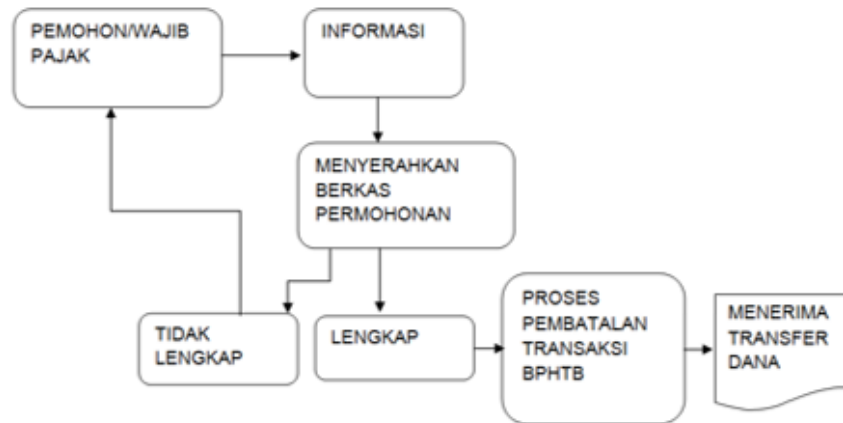 PEMOHON/WAJIB
PAJAK
INFORMASI
MENYERAHKAN
BERKAS
PERMOHONAN
TIDAK
LENGKAP
LENGKAP
PROSES
PEMBATALAN
TRANSAKSI
BPHTB
MENERIMA
TRANSFER
DANA